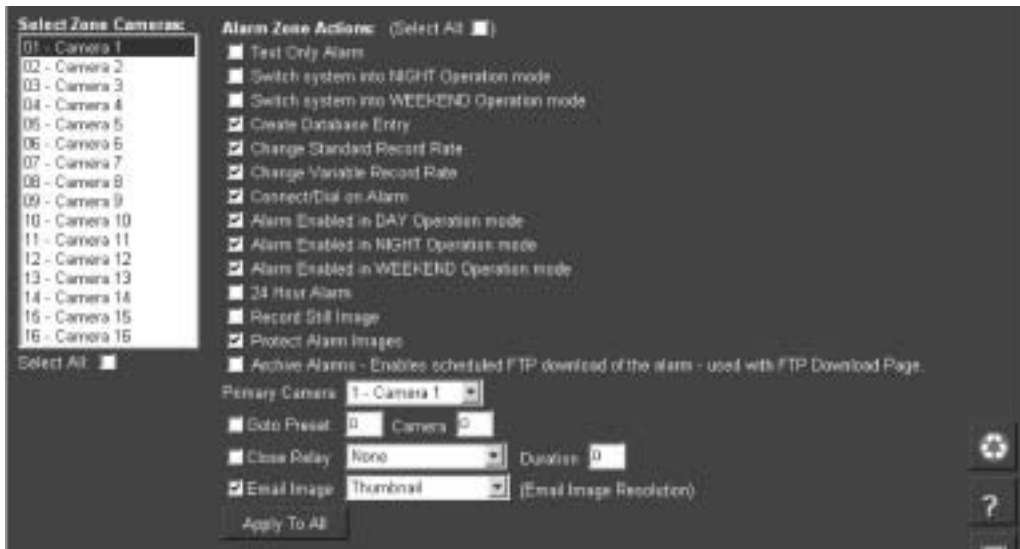 Select Zone Cameras:
01 - Camera 1
02 - Camera 2
03 - Camera 3
04 - Camera 4
05 - Camera 5
06 - Camera 6
07 - Camera 7
08 - Camera 8
09 - Camera 9
10 - Camera 10
11 - Camera 11
12 - Camera 12
13 - Camera 13
14 - Camera 14
15 - Camera 15
16 - Camera 16
Select All:
Alarm Zone Actions: (Select All: )
Test Only Alarm
Switch system into NIGHT Operation mode
Switch system into WEEKEND Operation mode
Create Database Entry
Change Standard Record Rate
Change Variable Record Rate
Connect/Dial on Alarm
Alarm Enabled in DAY Operation mode
Alarm Enabled in NIGHT Operation mode
Alarm Enabled in WEEKEND Operation mode
24 Hour Alarm
Record Still Image
Protect Alarm Images
Archive Alarms - Enables scheduled FTP download of the alarm - used with FTP Download Page.
Primary Camera 1 - Camera 1
Goto Preset 0 Camera 0
Close Relay None Duration 0
Email Image Thumbnail (Email Image Resolution)
Apply To All
?